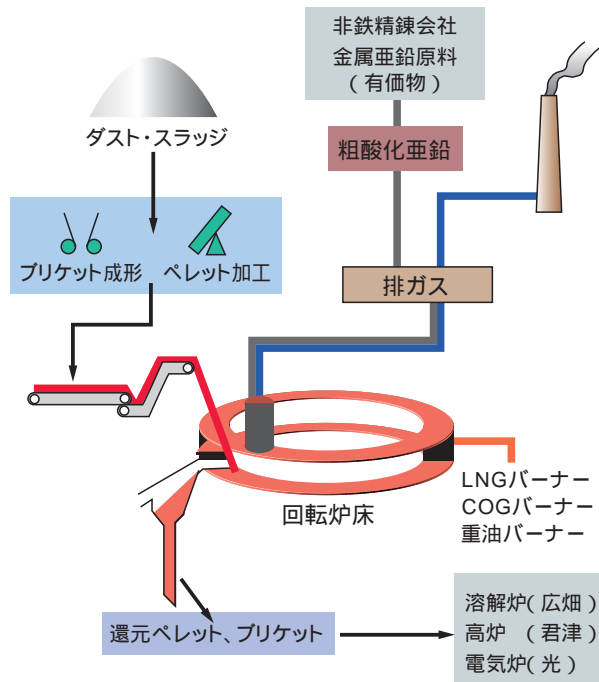 非鉄精錬会社
金属亜鉛原料
(有価物)
ダスト・スラッジ
粗酸化亜鉛
ブリケット成形
ペレット加工
排ガス
LNGバーナー
COGバーナー
重油バーナー
回転炉床
還元ペレット、ブリケット
溶解炉(広畑)
高炉 (君津)
電気炉(光)